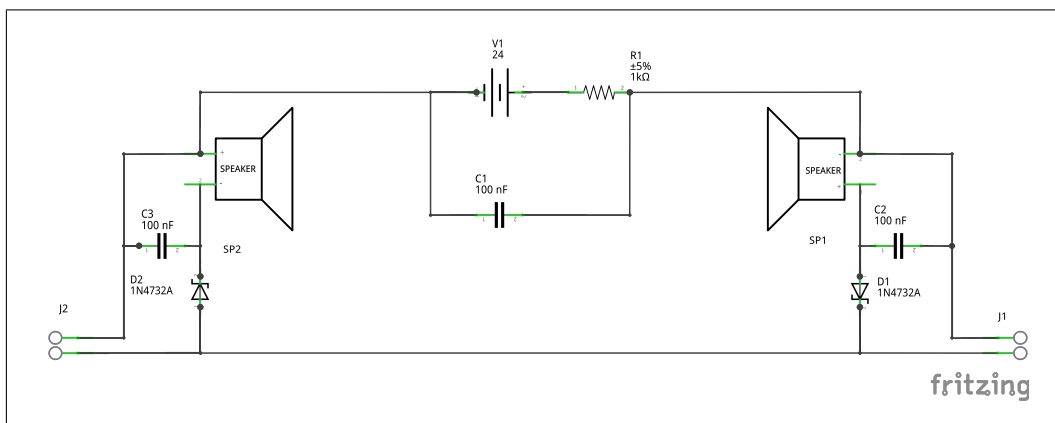 V1
24
R1
±5%
1kΩ
SPEAKER
SPEAKER
C1
100 nF
C3
100 nF
C2
100 nF
SP2
SP1
D2
1N4732A
D1
1N4732A
J2
J1
fritzing